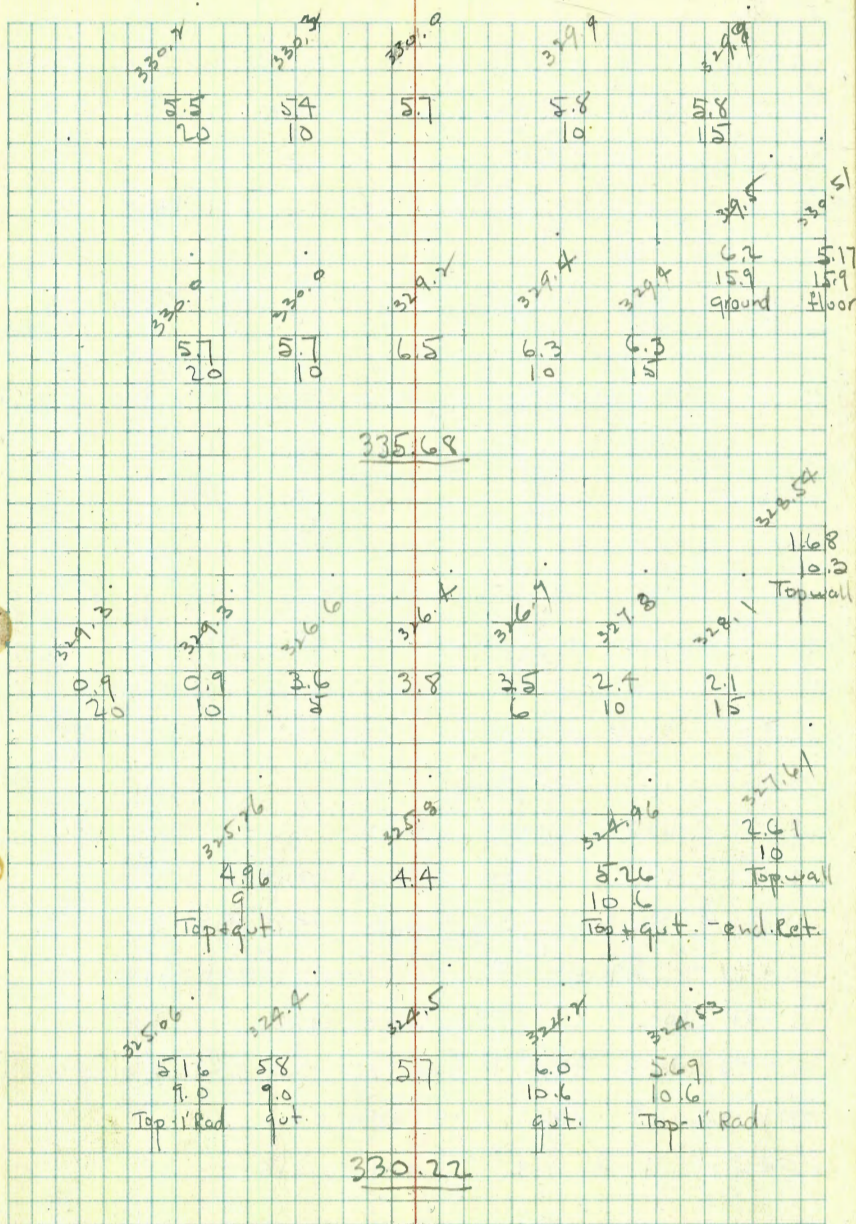 330.2 330.3 330.0 329.9 329.9
5.5 5.4 5.7 5.8 5.8
20 10 10 15
329.5 330.51
6.2 5.17
15.9 15.9
ground floor
330.0 330.0 329.2 329.4 329.4
5.7 5.7 6.5 6.3 6.3
20 10 10 15
335.68
328.54
1.68
10.3
Top wall
329.3 329.3 326.6 326.4 326.7 327.8 328.1
0.9 0.9 3.6 3.8 3.5 2.4 2.1
20 10 5 6 10 15
325.26 325.8 324.96 327.61
4.96 4.4 5.26 2.61
9 10.6 10
Top + gut. Top + gut. - end. Ret. Top wall
325.06 324.4 324.5 324.2 324.53
5.16 5.8 5.7 6.0 5.69
9.0 9.0 10.6 10.6
Top - 1' Rad gut. gut. Top - 1' Rad.
330.22